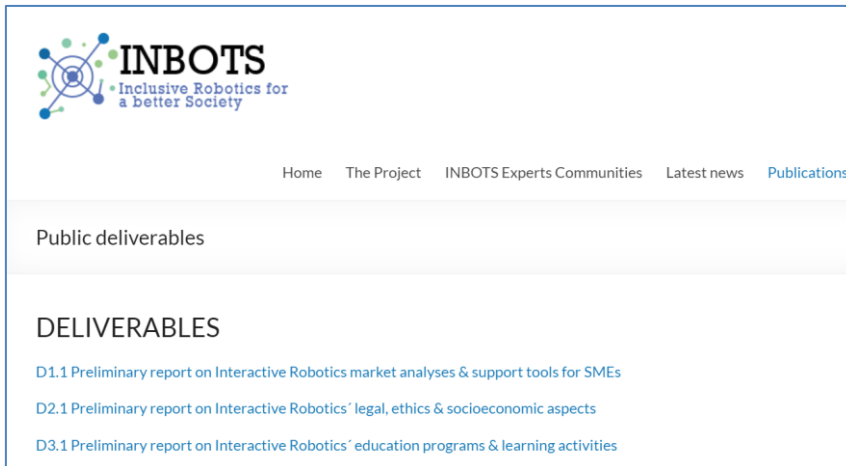 INBOTS
Inclusive Robotics for
a better Society
Home The Project INBOTS Experts Communities Latest news Publications
Public deliverables
DELIVERABLES
D1.1 Preliminary report on Interactive Robotics market analyses & support tools for SMEs
D2.1 Preliminary report on Interactive Robotics´ legal, ethics & socioeconomic aspects
D3.1 Preliminary report on Interactive Robotics´ education programs & learning activities